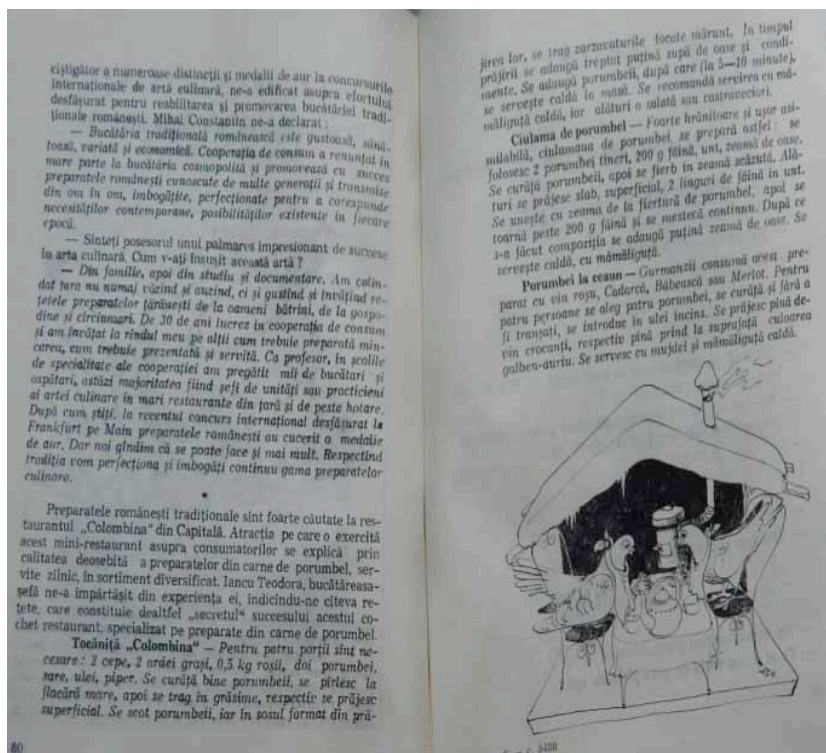 cîștigător a numeroase distincții și medalii de aur la concursurile
internaționale de artă culinară, ne-a edificat asupra efortului
desfășurat pentru reabilitarea și promovarea bucătăriei tradi-
ționale românești. Mihai Constantin ne-a declarat :
— Bucătăria tradițională românească este gustoasă, sănă-
toasă, variată și economică. Cooperația de consum a renunțat în
mare parte la bucătăria cosmopolită și promovează cu succes
preparatele românești cunoscute de multe generații și transmise
din om în om, îmbogățite, perfecționate pentru a corespunde
necesităților contemporane, posibilităților existente în fiecare
epocă.
— Sînteți posesorul unui palmares impresionant de succese
în arta culinară. Cum v-ați însușit această artă ?
— Din familie, apoi din studiu și documentare. Am colin-
dat țara nu numai văzînd și auzind, ci și gustînd și învățînd re-
țetele preparatelor țărănești de la oameni bătrîni, de la gospo-
dine și cîrciumari. De 30 de ani lucrez în cooperația de consum
și am învățat la rîndul meu pe alții cum trebuie preparată mîn-
carea, cum trebuie prezentată și servită. Ca profesor, în școlile
de specialitate ale cooperației am pregătit mii de bucătari și
ospătari, astăzi majoritatea fiind șefi de unități sau practicieni
ai artei culinare în mari restaurante din țară și de peste hotare.
După cum știți, la recentul concurs internațional desfășurat la
Frankfurt pe Main preparatele românești au cucerit o medalie
de aur. Dar noi gîndim că se poate face și mai mult. Respectînd
tradiția vom perfecționa și îmbogăți continuu gama preparatelor
culinare.
*
Preparatele românești tradiționale sînt foarte căutate la res-
taurantul „Colombina“ din Capitală. Atracția pe care o exercită
acest mini-restaurant asupra consumatorilor se explică prin
calitatea deosebită a preparatelor din carne de porumbel, ser-
vite zilnic, în sortiment diversificat. Iancu Teodora, bucătăreasa-
șefă ne-a împărtășit din experiența ei, indicîndu-ne cîteva re-
țete, care constituie dealtfel „secretul“ succesului acestui co-
chet restaurant, specializat pe preparate din carne de porumbel.
Tocăniță „Colombina“ — Pentru patru porții sînt ne-
cesare : 2 cepe, 2 ardei grași, 0,5 kg roșii, doi porumbei,
sare, ulei, piper. Se curăță bine porumbeii, se pîrlesc la
flacără mare, apoi se trag în grăsime, respectiv se prăjesc
superficial. Se scot porumbeii, iar în sosul format din pră-
80
jirea lor, se trag zarzavaturile tocate mărunt. În timpul
prăjirii se adaugă treptat puțină supă de oase și condi-
mente. Se adaugă porumbeii, după care (la 5—10 minute),
se servește caldă la masă. Se recomandă servirea cu mă-
măliguță caldă, iar alături o salată sau castraveciori.
Ciulama de porumbel — Foarte hrănitoare și ușor asi-
milabilă, ciulamaua de porumbel, se prepară astfel : se
folosesc 2 porumbei tineri, 200 g făină, unt, zeamă de oase.
Se curăță porumbeii, apoi se fierb în zeamă scăzută. Ală-
turi se prăjesc slab, superficial, 2 linguri de făină în unt.
Se unește cu zeama de la fiertură de porumbel, apoi se
toarnă peste 200 g făină și se mestecă continuu. După ce
s-a făcut compoziția se adaugă puțină zeamă de oase. Se
servește caldă, cu mămăliguță.
Porumbei la ceaun — Gurmanzii consumă acest pre-
parat cu vin roșu, Cadarcă, Băbească sau Merlot. Pentru
patru persoane se aleg patru porumbei, se curăță și fără a
fi tranșați, se introduc în ulei încins. Se prăjesc pînă de-
vin crocanți, respectiv pînă prind la suprafață culoarea
galben-auriu. Se servesc cu mujdei și mămăliguță caldă.